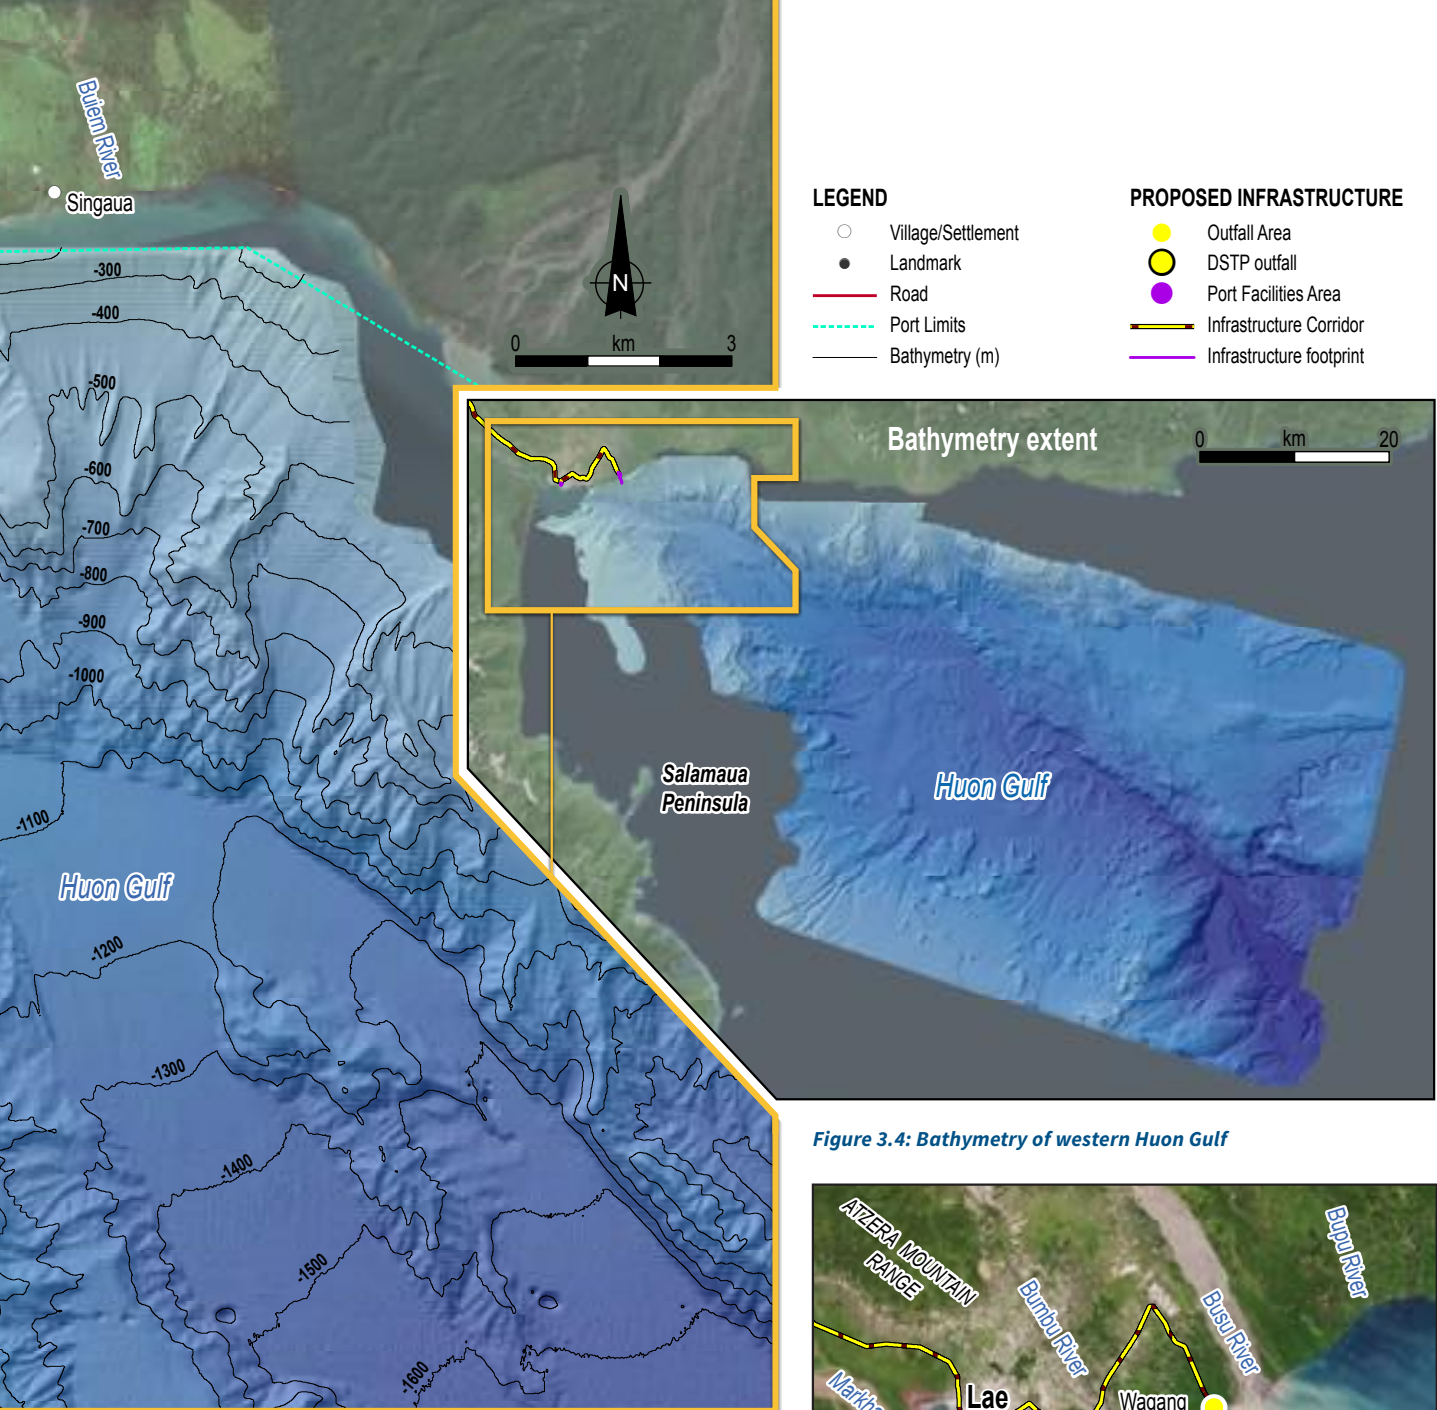 Buiem River
Singaua
-300
-400
-500
-600
-700
-800
-900
-1000
-1100
Huon Gulf
-1200
-1300
-1400
-1500
-1600
N
0 km 3
LEGEND
Village/Settlement
Landmark
Road
Port Limits
Bathymetry (m)
PROPOSED INFRASTRUCTURE
Outfall Area
DSTP outfall
Port Facilities Area
Infrastructure Corridor
Infrastructure footprint
Bathymetry extent
0 km 20
Salamaua
Peninsula
Huon Gulf
Figure 3.4: Bathymetry of western Huon Gulf
ATZERA MOUNTAIN
RANGE
Bumbu River
Busu River
Bupu River
Lae
Wagang